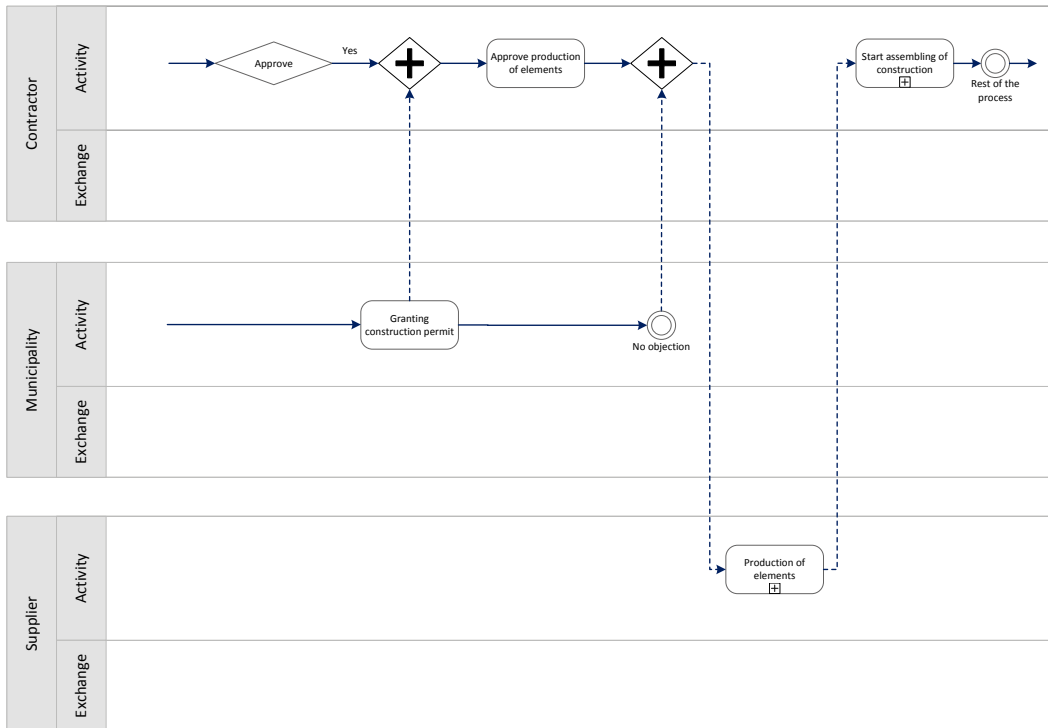 Contractor
Activity
Approve
Yes
Approve production
of elements
Start assembling of
construction
Rest of the
process
Exchange
Municipality
Activity
Granting
construction permit
No objection
Exchange
Supplier
Activity
Production of
elements
Exchange